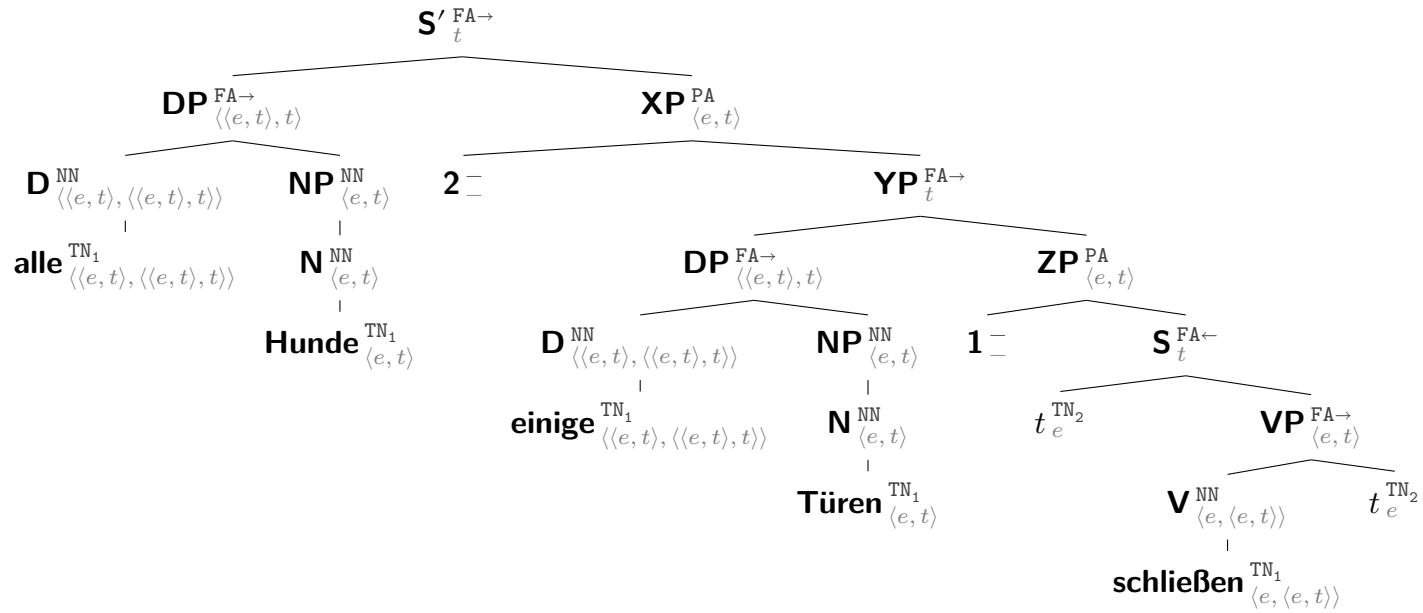 S′ FA→ t
DP FA→ ⟨⟨e, t⟩, t⟩ XP PA ⟨e, t⟩
D NN ⟨⟨e, t⟩, ⟨⟨e, t⟩, t⟩⟩ NP NN ⟨e, t⟩ 2 – – YP FA→ t
alle TN₁ ⟨⟨e, t⟩, ⟨⟨e, t⟩, t⟩⟩ N NN ⟨e, t⟩ DP FA→ ⟨⟨e, t⟩, t⟩ ZP PA ⟨e, t⟩
Hunde TN₁ ⟨e, t⟩ D NN ⟨⟨e, t⟩, ⟨⟨e, t⟩, t⟩⟩ NP NN ⟨e, t⟩ 1 – – S FA← t
einige TN₁ ⟨⟨e, t⟩, ⟨⟨e, t⟩, t⟩⟩ N NN ⟨e, t⟩ t TN₂ e VP FA→ ⟨e, t⟩
Türen TN₁ ⟨e, t⟩ V NN ⟨e, ⟨e, t⟩⟩ t TN₂ e
schließen TN₁ ⟨e, ⟨e, t⟩⟩